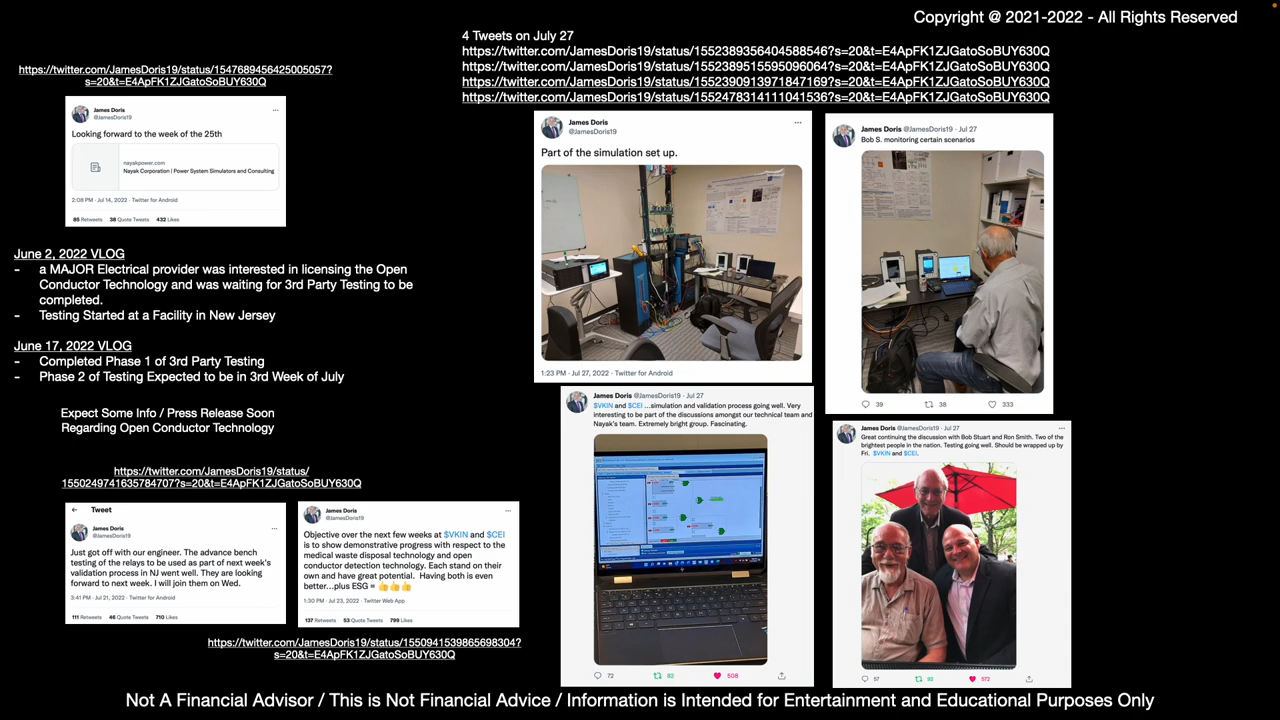 Copyright @ 2021-2022 - All Rights Reserved
4 Tweets on July 27
https://twitter.com/JamesDoris19/status/1552389356404588546?s=20&t=E4ApFK1ZJGatoSoBUY630Q
https://twitter.com/JamesDoris19/status/1552389515595096064?s=20&t=E4ApFK1ZJGatoSoBUY630Q
https://twitter.com/JamesDoris19/status/1552390913971847169?s=20&t=E4ApFK1ZJGatoSoBUY630Q
https://twitter.com/JamesDoris19/status/1552478314111041536?s=20&t=E4ApFK1ZJGatoSoBUY630Q
https://twitter.com/JamesDoris19/status/1547689456425005057?
s=20&t=E4ApFK1ZJGatoSoBUY630Q
James Doris
@JamesDoris19
Looking forward to the week of the 25th
nayakpower.com
Nayak Corporation | Power System Simulators and Consulting
2:08 PM · Jul 14, 2022 · Twitter for Android
85 Retweets 38 Quote Tweets 432 Likes
June 2, 2022 VLOG
- a MAJOR Electrical provider was interested in licensing the Open
Conductor Technology and was waiting for 3rd Party Testing to be
completed.
- Testing Started at a Facility in New Jersey
June 17, 2022 VLOG
- Completed Phase 1 of 3rd Party Testing
- Phase 2 of Testing Expected to be in 3rd Week of July
Expect Some Info / Press Release Soon
Regarding Open Conductor Technology
https://twitter.com/JamesDoris19/status/
1550249741635784707?s=20&t=E4ApFK1ZJGatoSoBUY630Q
Tweet
James Doris
@JamesDoris19
Just got off with our engineer. The advance bench
testing of the relays to be used as part of next week's
validation process in NJ went well. They are looking
forward to next week. I will join them on Wed.
3:41 PM · Jul 21, 2022 · Twitter for Android
111 Retweets 46 Quote Tweets 710 Likes
James Doris
@JamesDoris19
Objective over the next few weeks at $VKIN and $CEI
is to show demonstrative progress with respect to the
medical waste disposal technology and open
conductor detection technology. Each stand on their
own and have great potential. Having both is even
better...plus ESG = 👍👍👍
1:30 PM · Jul 23, 2022 · Twitter Web App
137 Retweets 53 Quote Tweets 799 Likes
https://twitter.com/JamesDoris19/status/1550941539865698304?
s=20&t=E4ApFK1ZJGatoSoBUY630Q
James Doris
@JamesDoris19
Part of the simulation set up.
1:23 PM · Jul 27, 2022 · Twitter for Android
James Doris @JamesDoris19 · Jul 27
Bob S. monitoring certain scenarios
39 38 333
James Doris @JamesDoris19 · Jul 27
$VKIN and $CEI ...simulation and validation process going well. Very
interesting to be part of the discussions amongst our technical team and
Nayak's team. Extremely bright group. Fascinating.
72 82 508
James Doris @JamesDoris19 · Jul 27
Great continuing the discussion with Bob Stuart and Ron Smith. Two of the
brightest people in the nation. Testing going well. Should be wrapped up by
Fri. $VKIN and $CEI.
57 92 572
Not A Financial Advisor / This is Not Financial Advice / Information is Intended for Entertainment and Educational Purposes Only